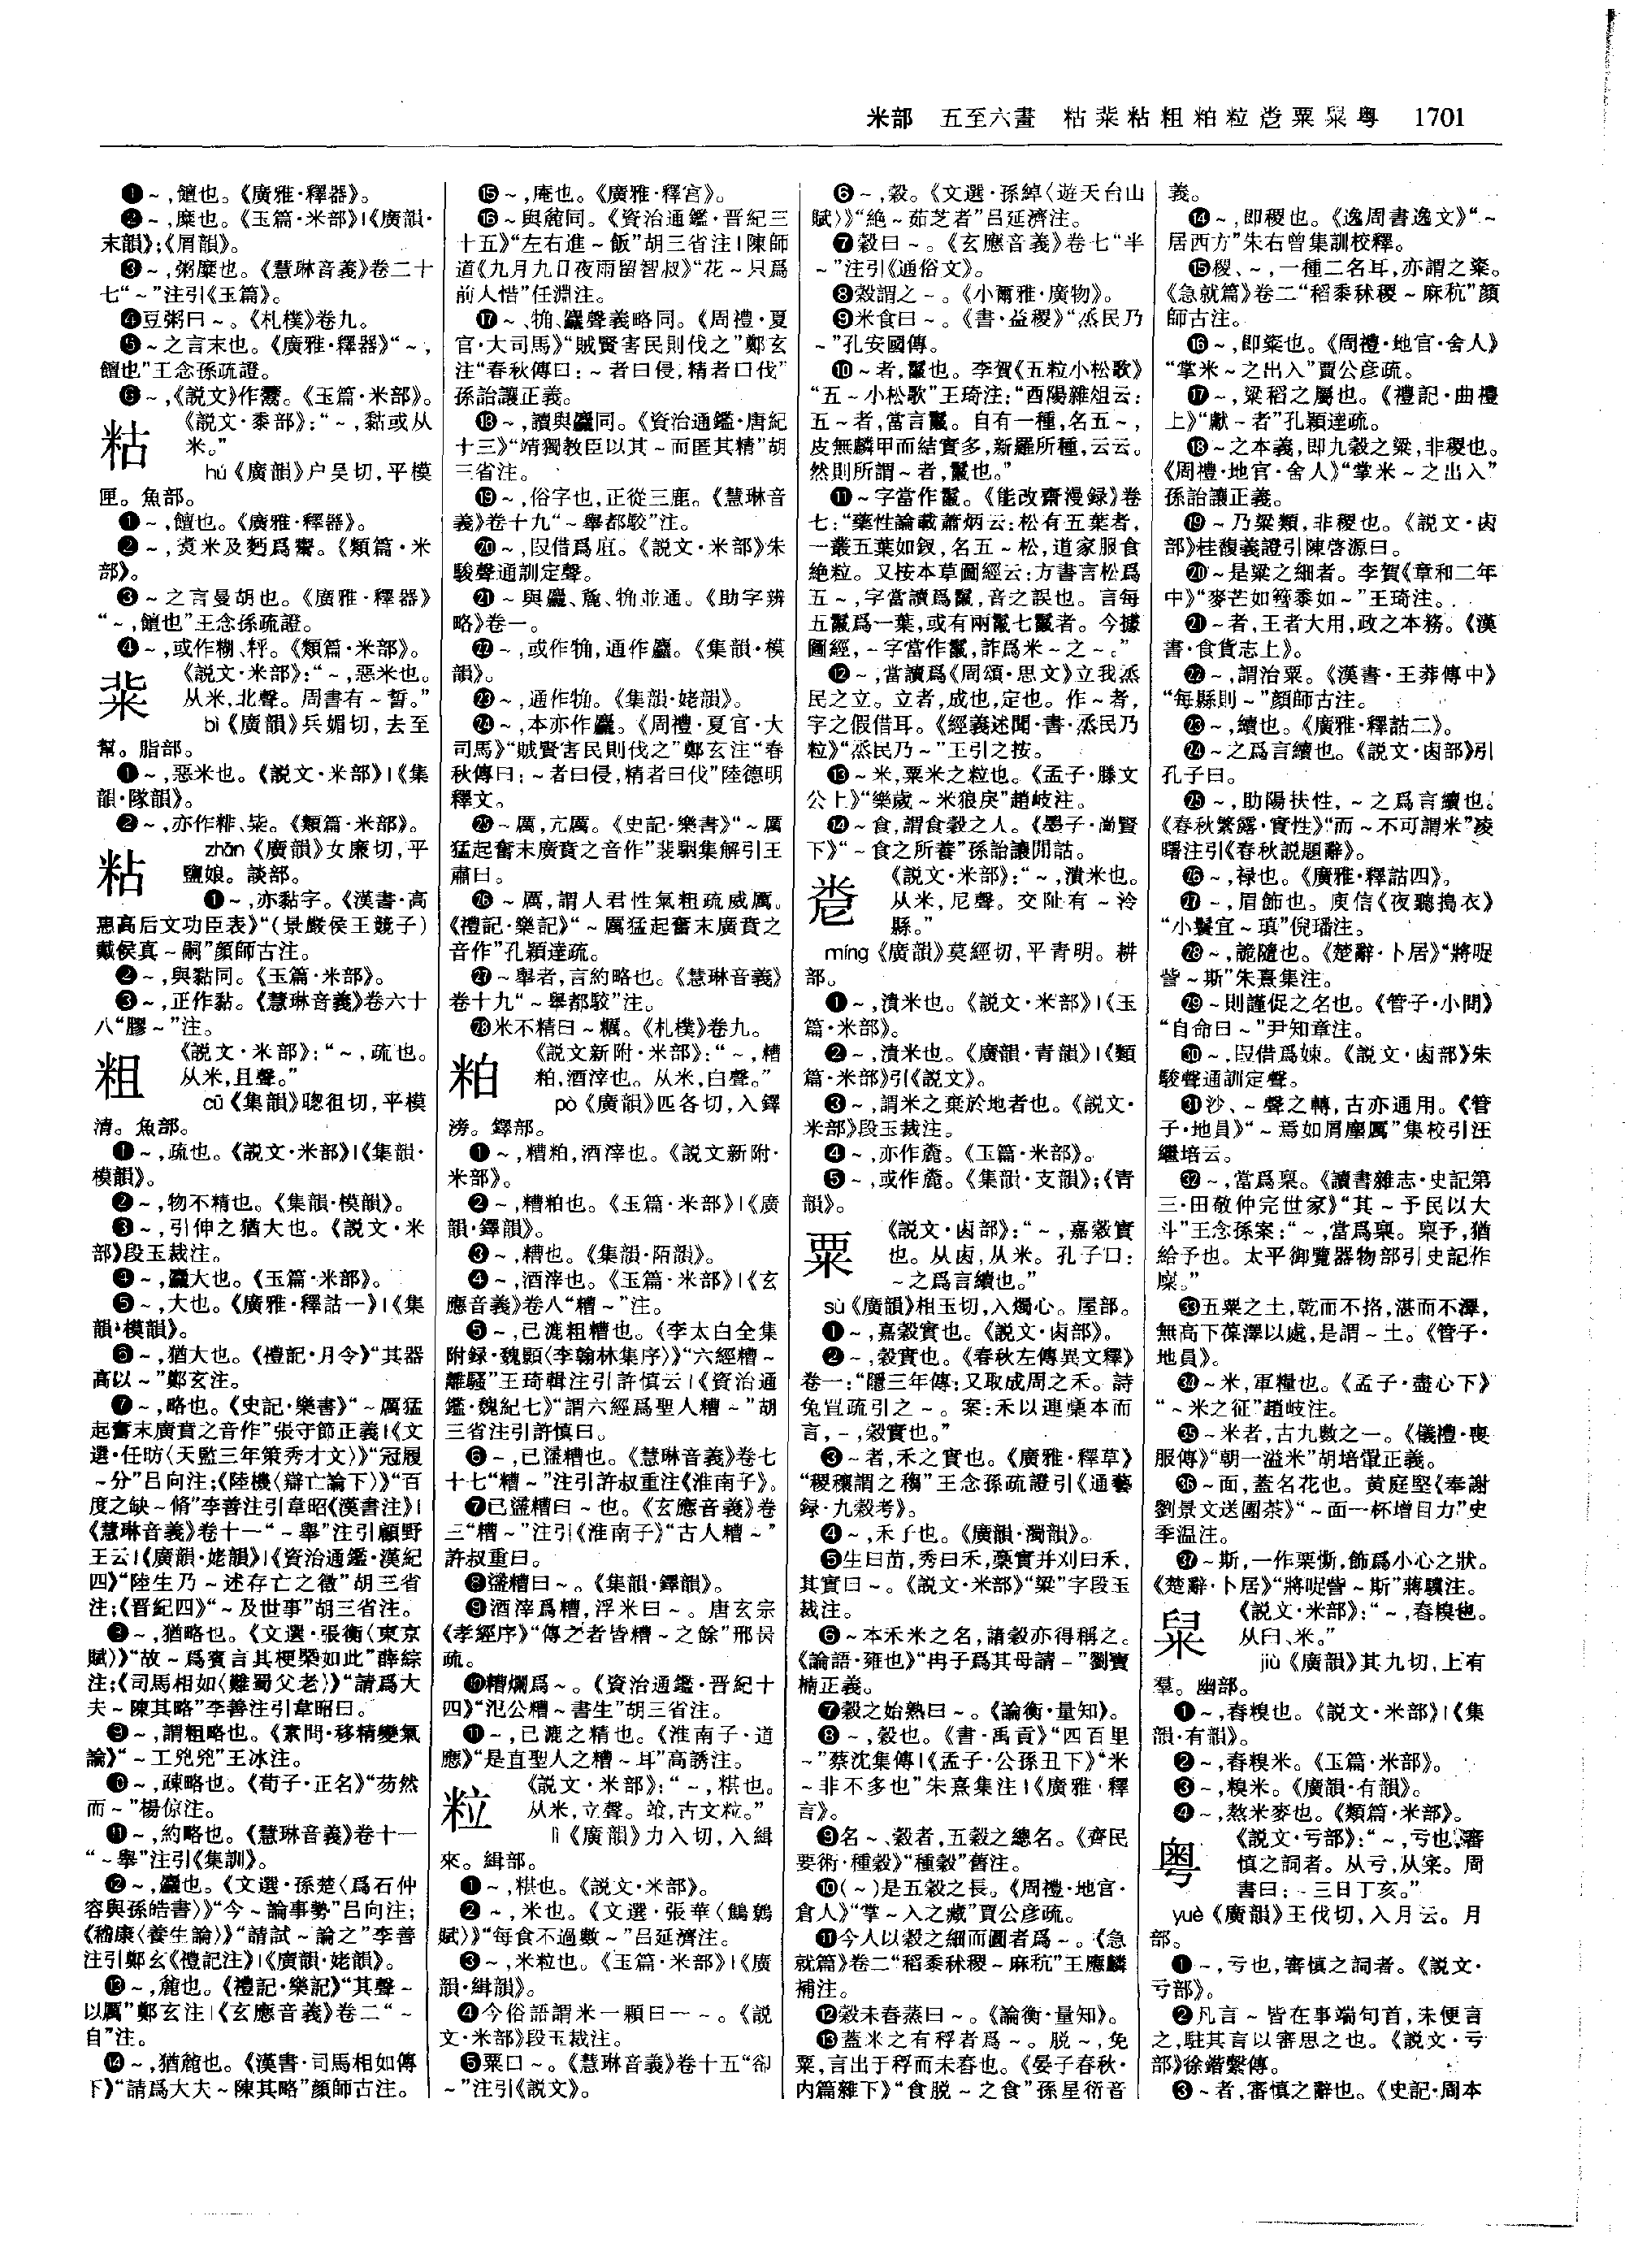 米部 五至六畫 粘粊粘粗粕粒粊粟臬粵 1701
❶～,饘也。《廣雅·釋器》。
❷～,糜也。《玉篇·米部》|《廣韻·
末韻》;《屑韻》。
❸～,粥糜也。《慧琳音義》卷二十
七“～”注引《玉篇》。
❹豆粥曰～。《札樸》卷九。
❺～之言末也。《廣雅·釋器》“～,
饘也”王念孫疏證。
❻～,《説文》作䊳。《玉篇·米部》。
《説文·黍部》:“～,黏或从
米。”
hú《廣韻》户吴切,平模
匣。魚部。
❶～,饘也。《廣雅·釋器》。
❷～,煑米及麪爲鬻。《類篇·米
部》。
❸～之言曼胡也。《廣雅·釋器》
“～,饘也”王念孫疏證。
❹～,或作糊、粰。《類篇·米部》。
粊
《説文·米部》:“～,惡米也。
从米,北聲。周書有～誓。”
bì《廣韻》兵媚切,去至
幫。脂部。
❶～,惡米也。《説文·米部》|《集
韻·隊韻》。
❷～,亦作粃、䊧。《類篇·米部》。
粘
zhān《廣韻》女廉切,平
鹽娘。談部。
❶～,亦黏字。《漢書·高
惠高后文功臣表》“(景嚴侯王競子)
戴侯真～嗣”顔師古注。
❷～,與黏同。《玉篇·米部》。
❸～,正作黏。《慧琳音義》卷六十
八“膠～”注。
粗
《説文·米部》:“～,疏也。
从米,且聲。”
cū《集韻》聰徂切,平模
清。魚部。
❶～,疏也。《説文·米部》|《集韻·
模韻》。
❷～,物不精也。《集韻·模韻》。
❸～,引伸之猶大也。《説文·米
部》段玉裁注。
❹～,麤大也。《玉篇·米部》。
❺～,大也。《廣雅·釋詁一》|《集
韻·模韻》。
❻～,猶大也。《禮記·月令》“其器
高以～”鄭玄注。
❼～,略也。《史記·樂書》“～厲猛
起奮末廣賁之音作”張守節正義|《文
選·任昉〈天監三年策秀才文〉》“冠履
～分”吕向注;《陸機〈辯亡論下〉》“百
度之缺～脩”李善注引韋昭《漢書注》|
《慧琳音義》卷十一“～舉”注引顧野
王云|《廣韻·姥韻》|《資治通鑑·漢紀
四》“陸生乃～述存亡之徵”胡三省
注;《晋紀四》“～及世事”胡三省注。
❽～,猶略也。《文選·張衡〈東京
賦〉》“故～爲賓言其梗槩如此”薛綜
注;《司馬相如〈難蜀父老〉》“請爲大
夫～陳其略”李善注引韋昭曰。
❾～,謂粗略也。《素問·移精變氣
論》“～工兇兇”王冰注。
❿～,疎略也。《荀子·正名》“芴然
而～”楊倞注。
⓫～,約略也。《慧琳音義》卷十一
“～舉”注引《集訓》。
⓬～,麤也。《文選·孫楚〈爲石仲
容與孫皓書〉》“今～論事勢”吕向注;
《嵇康〈養生論〉》“請試～論之”李善
注引鄭玄《禮記注》|《廣韻·姥韻》。
⓭～,麄也。《禮記·樂記》“其聲～
以厲”鄭玄注|《玄應音義》卷二“～
自”注。
⓮～,猶麄也。《漢書·司馬相如傳
下》“請爲大夫～陳其略”顔師古注。
⓯～,庵也。《廣雅·釋宫》。
⓰～與麄同。《資治通鑑·晋紀三
十五》“左右進～飯”胡三省注|陳師
道《九月九日夜雨留智叔》“花～只爲
前人惜”任淵注。
⓱～、觕、麤聲義略同。《周禮·夏
官·大司馬》“賊賢害民則伐之”鄭玄
注“春秋傳曰:～者曰侵,精者曰伐”
孫詒讓正義。
⓲～,讀與麤同。《資治通鑑·唐紀
十三》“靖獨教臣以其～而匿其精”胡
三省注。
⓳～,俗字也,正從三鹿。《慧琳音
義》卷十九“～舉都較”注。
⓴～,叚借爲䖒。《説文·米部》朱
駿聲通訓定聲。
㉑～與麤、麁、觕並通。《助字辨
略》卷一。
㉒～,或作觕,通作麤。《集韻·模
韻》。
㉓～,通作觕。《集韻·姥韻》。
㉔～,本亦作麤。《周禮·夏官·大
司馬》“賊賢害民則伐之”鄭玄注“春
秋傳曰:～者曰侵,精者曰伐”陸德明
釋文。
㉕～厲,亢厲。《史記·樂書》“～厲
猛起奮末廣賁之音作”裴駰集解引王
肅曰。
㉖～厲,謂人君性氣粗疏威厲。
《禮記·樂記》“～厲猛起奮末廣賁之
音作”孔穎達疏。
㉗～舉者,言約略也。《慧琳音義》
卷十九“～舉都較”注。
㉘米不精曰～糲。《札樸》卷九。
粕
《説文新附·米部》:“～,糟
粕,酒滓也。从米,白聲。”
pò《廣韻》匹各切,入鐸
滂。鐸部。
❶～,糟粕,酒滓也。《説文新附·
米部》。
❷～,糟粕也。《玉篇·米部》|《廣
韻·鐸韻》。
❸～,糟也。《集韻·陌韻》。
❹～,酒滓也。《玉篇·米部》|《玄
應音義》卷八“糟～”注。
❺～,已漉粗糟也。《李太白全集
附録·魏顥〈李翰林集序〉》“六經糟～
離騷”王琦輯注引許慎云|《資治通
鑑·魏紀七》“謂六經爲聖人糟～”胡
三省注引許慎曰。
❻～,已盪糟也。《慧琳音義》卷七
十七“糟～”注引許叔重注《淮南子》。
❼已盪糟曰～也。《玄應音義》卷
三“糟～”注引《淮南子》“古人糟～”
許叔重曰。
❽盪糟曰～。《集韻·鐸韻》。
❾酒滓爲糟,浮米曰～。唐玄宗
《孝經序》“傳之者皆糟～之餘”邢昺
疏。
❿糟爛爲～。《資治通鑑·晋紀十
四》“氾公糟～書生”胡三省注。
⓫～,已漉之精也。《淮南子·道
應》“是直聖人之糟～耳”高誘注。
粒
《説文·米部》:“～,糂也。
从米,立聲。䇐,古文粒。”
lì《廣韻》力入切,入緝
來。緝部。
❶～,糂也。《説文·米部》。
❷～,米也。《文選·張華〈鷦鷯
賦〉》“每食不過數～”吕延濟注。
❸～,米粒也。《玉篇·米部》|《廣
韻·緝韻》。
❹今俗語謂米一顆曰一～。《説
文·米部》段玉裁注。
❺粟曰～。《慧琳音義》卷十五“卻
～”注引《説文》。
❻～,穀。《文選·孫綽〈遊天台山
賦〉》“絶～茹芝者”吕延濟注。
❼穀曰～。《玄應音義》卷七“半
～”注引《通俗文》。
❽穀謂之～。《小爾雅·廣物》。
❾米食曰～。《書·益稷》“烝民乃
～”孔安國傳。
❿～者,鬣也。李賀《五粒小松歌》
“五～小松歌”王琦注:“酉陽雜俎云:
五～者,當言鬣。自有一種,名五～,
皮無鱗甲而結實多,新羅所種,云云。
然則所謂～者,鬣也。”
⓫～字當作鬣。《能改齋漫録》卷
七:“藥性論載蕭炳云:松有五葉者,
一叢五葉如釵,名五～松,道家服食
絶粒。又按本草圖經云:方書言松爲
五～,字當讀爲鬣,音之誤也。言每
五鬣爲一葉,或有兩鬣七鬣者。今據
圖經,～字當作鬣,訛爲米～之～。”
⓬～,當讀爲《周頌·思文》立我烝
民之立。立者,成也,定也。作～者,
字之假借耳。《經義述聞·書·烝民乃
粒》“烝民乃～”王引之按。
⓭～米,粟米之粒也。《孟子·滕文
公上》“樂歲～米狼戾”趙岐注。
⓮～食,謂食穀之人。《墨子·尚賢
下》“～食之所養”孫詒讓閒詁。
《説文·米部》:“～,潰米也。
从米,尼聲。交阯有～泠
縣。”
míng《廣韻》莫經切,平青明。耕
部。
❶～,潰米也。《説文·米部》|《玉
篇·米部》。
❷～,漬米也。《廣韻·青韻》|《類
篇·米部》引《説文》。
❸～,謂米之棄於地者也。《説文·
米部》段玉裁注。
❹～,亦作麊。《玉篇·米部》。
❺～,或作麊。《集韻·支韻》;《青
韻》。
粟
《説文·卤部》:“～,嘉穀實
也。从卤,从米。孔子曰:
～之爲言續也。”
sù《廣韻》相玉切,入燭心。屋部。
❶～,嘉穀實也。《説文·卤部》。
❷～,穀實也。《春秋左傳異文釋》
卷一:“隱三年傳:又取成周之禾。詩
兔罝疏引之～。案:禾以連稾本而
言,～,穀實也。”
❸～者,禾之實也。《廣雅·釋草》
“稷穰謂之䅹”王念孫疏證引《通藝
録·九穀考》。
❹～,禾子也。《廣韻·濁韻》。
❺生曰苗,秀曰禾,稾實并刈曰禾,
其實曰～。《説文·米部》“粱”字段玉
裁注。
❻～本禾米之名,諸穀亦得稱之。
《論語·雍也》“冉子爲其母請～”劉寶
楠正義。
❼穀之始熟曰～。《論衡·量知》。
❽～,穀也。《書·禹貢》“四百里
～”蔡沈集傳|《孟子·公孫丑下》“米
～非不多也”朱熹集注|《廣雅·釋
言》。
❾名～、穀者,五穀之總名。《齊民
要術·種穀》“種穀”舊注。
❿(～)是五穀之長。《周禮·地官·
倉人》“掌～入之藏”賈公彦疏。
⓫今人以穀之細而圓者爲～。《急
就篇》卷二“稻黍秫稷～麻秔”王應麟
補注。
⓬穀未舂蒸曰～。《論衡·量知》。
⓭蓋米之有稃者爲～。脱～,免
粟,言出于稃而未舂也。《晏子春秋·
内篇雜下》“食脱～之食”孫星衍音
義。
⓮～,即稷也。《逸周書逸文》“～
居西方”朱右曾集訓校釋。
⓯稷、～,一種二名耳,亦謂之粢。
《急就篇》卷二“稻黍秫稷～麻秔”顔
師古注。
⓰～,即粢也。《周禮·地官·舍人》
“掌米～之出入”賈公彦疏。
⓱～,粱稻之屬也。《禮記·曲禮
上》“獻～者”孔穎達疏。
⓲～之本義,即九穀之粱,非稷也。
《周禮·地官·舍人》“掌米～之出入”
孫詒讓正義。
⓳～乃粱類,非稷也。《説文·卤
部》桂馥義證引陳啓源曰。
⓴～是粱之細者。李賀《章和二年
中》“麥芒如篲黍如～”王琦注。
㉑～者,王者大用,政之本務。《漢
書·食貨志上》。
㉒～,謂治粟。《漢書·王莽傳中》
“每縣則～”顔師古注。
㉓～,續也。《廣雅·釋詁二》。
㉔～之爲言續也。《説文·卤部》引
孔子曰。
㉕～,助陽扶性,～之爲言續也。
《春秋繁露·實性》“而～不可謂米”凌
曙注引《春秋説題辭》。
㉖～,禄也。《廣雅·釋詁四》。
㉗～,眉飾也。庾信《夜聽搗衣》
“小鬟宜～瑱”倪璠注。
㉘～,詭隨也。《楚辭·卜居》“將哫
訾～斯”朱熹集注。
㉙～則謹促之名也。《管子·小問》
“自命曰～”尹知章注。
㉚～,叚借爲㛩。《説文·卤部》朱
駿聲通訓定聲。
㉛沙、～聲之轉,古亦通用。《管
子·地員》“～焉如屑塵厲”集校引汪
繼培云。
㉜～,當爲稟。《讀書雜志·史記第
三·田敬仲完世家》“其～予民以大
斗”王念孫案:“～,當爲稟。稟予,猶
給予也。太平御覽器物部引史記作
廩。”
㉝五粟之土,乾而不挌,湛而不澤,
無高下葆澤以處,是謂～土。《管子·
地員》。
㉞～米,軍糧也。《孟子·盡心下》
“～米之征”趙岐注。
㉟～米者,古九數之一。《儀禮·喪
服傳》“朝一溢米”胡培翬正義。
㊱～面,蓋名花也。黄庭堅《奉謝
劉景文送團茶》“～面一杯增目力”史
季温注。
㊲～斯,一作栗慚,飾爲小心之狀。
《楚辭·卜居》“將哫訾～斯”蔣驥注。
《説文·米部》:“～,舂糗也。
从臼、米。”
jiù《廣韻》其九切,上有
羣。幽部。
❶～,舂糗也。《説文·米部》|《集
韻·有韻》。
❷～,舂糗米。《玉篇·米部》。
❸～,糗米。《廣韻·有韻》。
❹～,熬米麥也。《類篇·米部》。
粵
《説文·亏部》:“～,亏也,審
慎之詞者。从亏,从寀。周
書曰:～三日丁亥。”
yuè《廣韻》王伐切,入月云。月
部。
❶～,亏也,審慎之詞者。《説文·
亏部》。
❷凡言～皆在事端句首,未便言
之,駐其言以審思之也。《説文·亏
部》徐鍇繫傳。
❸～者,審慎之辭也。《史記·周本